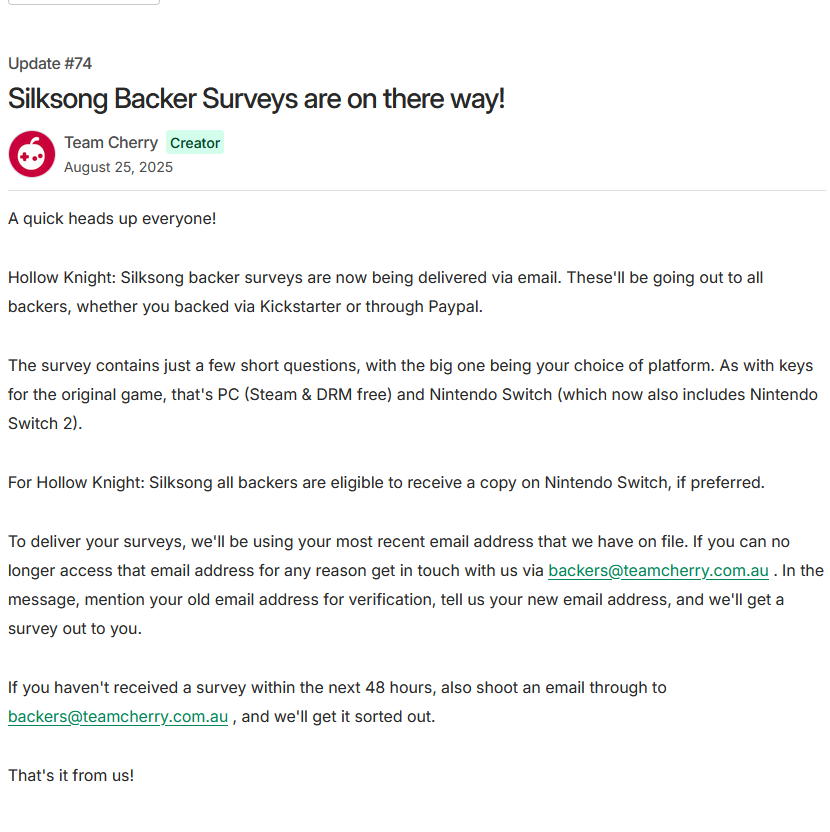 Update #74
Silksong Backer Surveys are on there way!
Team Cherry Creator
August 25, 2025
A quick heads up everyone!
Hollow Knight: Silksong backer surveys are now being delivered via email. These'll be going out to all
backers, whether you backed via Kickstarter or through Paypal.
The survey contains just a few short questions, with the big one being your choice of platform. As with keys
for the original game, that's PC (Steam & DRM free) and Nintendo Switch (which now also includes Nintendo
Switch 2).
For Hollow Knight: Silksong all backers are eligible to receive a copy on Nintendo Switch, if preferred.
To deliver your surveys, we'll be using your most recent email address that we have on file. If you can no
longer access that email address for any reason get in touch with us via backers@teamcherry.com.au . In the
message, mention your old email address for verification, tell us your new email address, and we'll get a
survey out to you.
If you haven't received a survey within the next 48 hours, also shoot an email through to
backers@teamcherry.com.au , and we'll get it sorted out.
That's it from us!